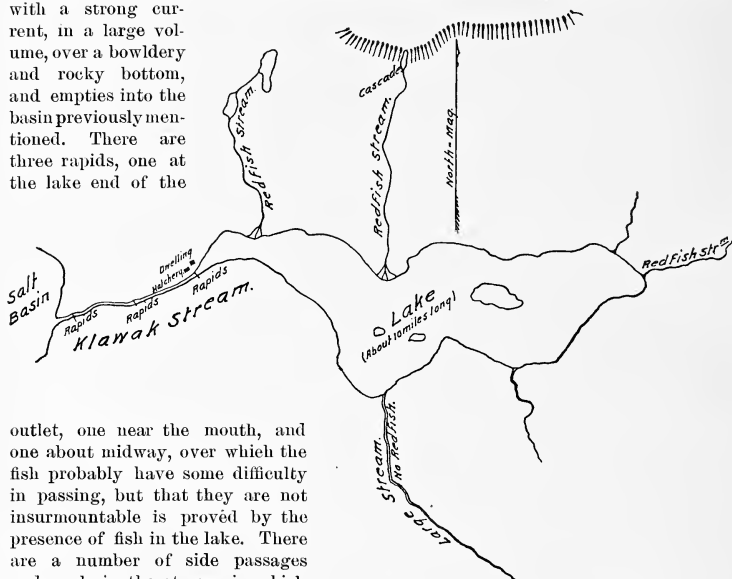 with a strong cur-
rent, in a large vol-
ume, over a bowldery
and rocky bottom,
and empties into the
basin previously men-
tioned. There are
three rapids, one at
the lake end of the
Redfish Stream.
Cascade
Redfish Stream.
North-mag.
Redfish Strm
Dwelling
Hatchery
Salt
Basin
Rapids
Rapids
Rapids
Klawak Stream.
Lake
(About 10 miles long)
No Redfish.
Large Stream.
outlet, one near the mouth, and
one about midway, over which the
fish probably have some difficulty
in passing, but that they are not
insurmountable is proved by the
presence of fish in the lake. There
are a number of side passages